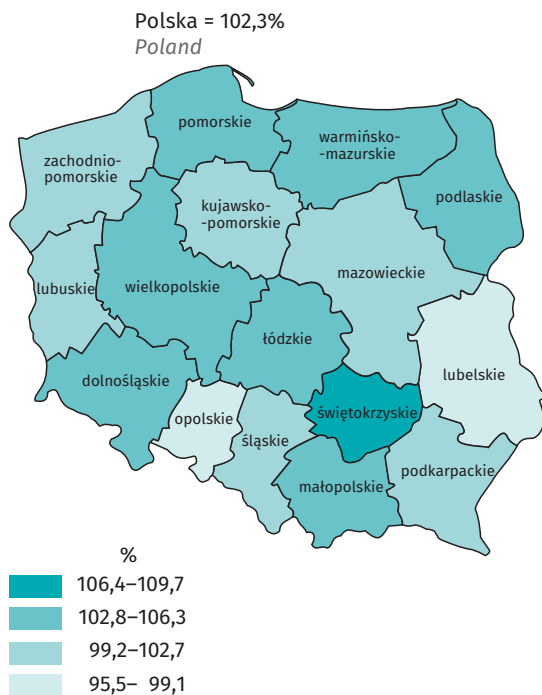 Polska = 102,3%
Poland
pomorskie
warmińsko-
-mazurskie
zachodnio-
pomorskie
podlaskie
kujawsko-
-pomorskie
mazowieckie
lubuskie
wielkopolskie
łódzkie
lubelskie
dolnośląskie
opolskie
świętokrzyskie
śląskie
podkarpackie
małopolskie
%
106,4–109,7
102,8–106,3
99,2–102,7
95,5– 99,1